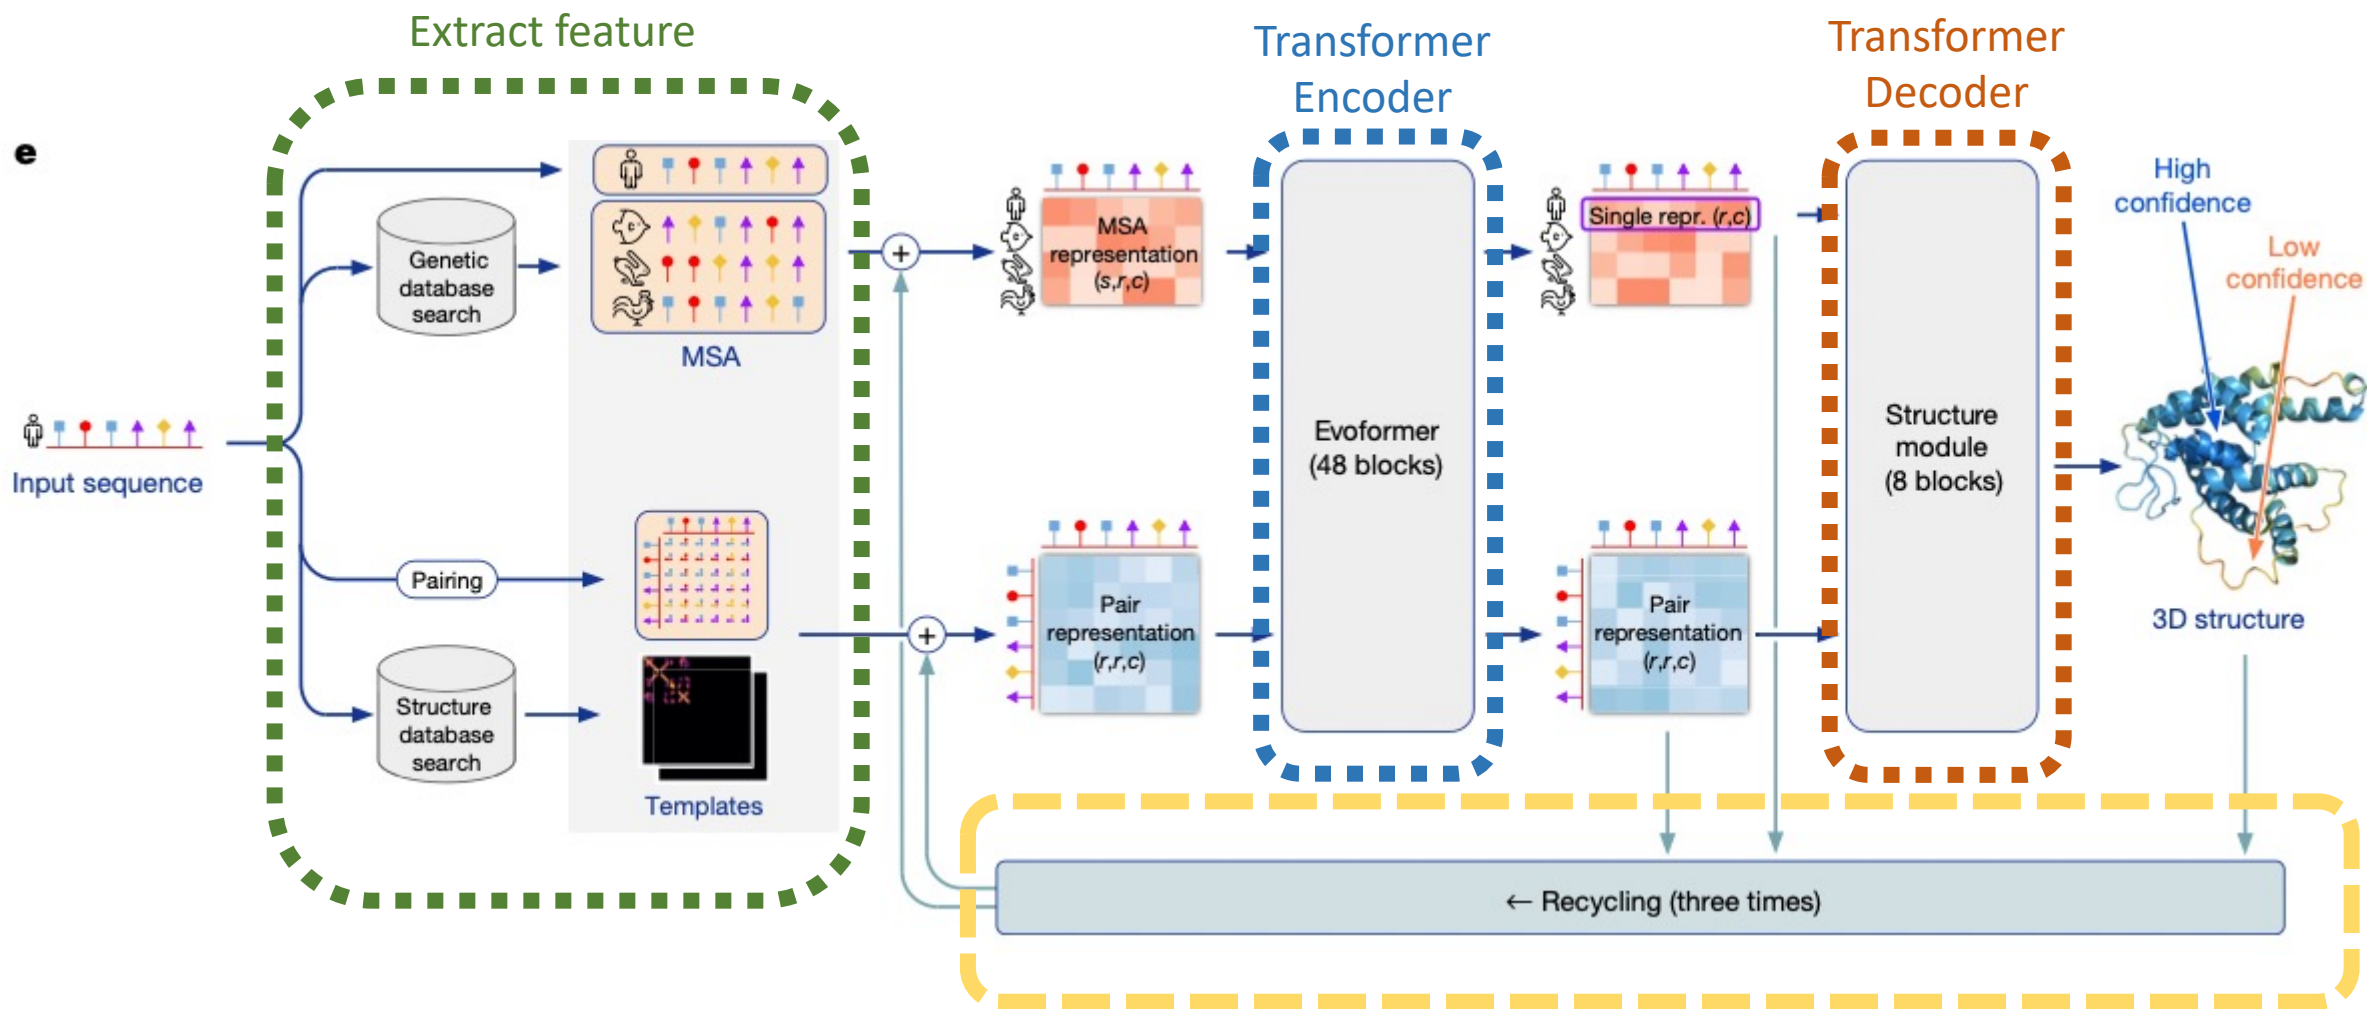 Extract feature
Transformer
Encoder
Transformer
Decoder
e
Input sequence
Genetic
database
search
MSA
Pairing
Structure
database
search
Templates
+
+
MSA
representation
(s,r,c)
Pair
representation
(r,r,c)
Evoformer
(48 blocks)
Single repr. (r,c)
Pair
representation
(r,r,c)
Structure
module
(8 blocks)
High
confidence
Low
confidence
3D structure
← Recycling (three times)